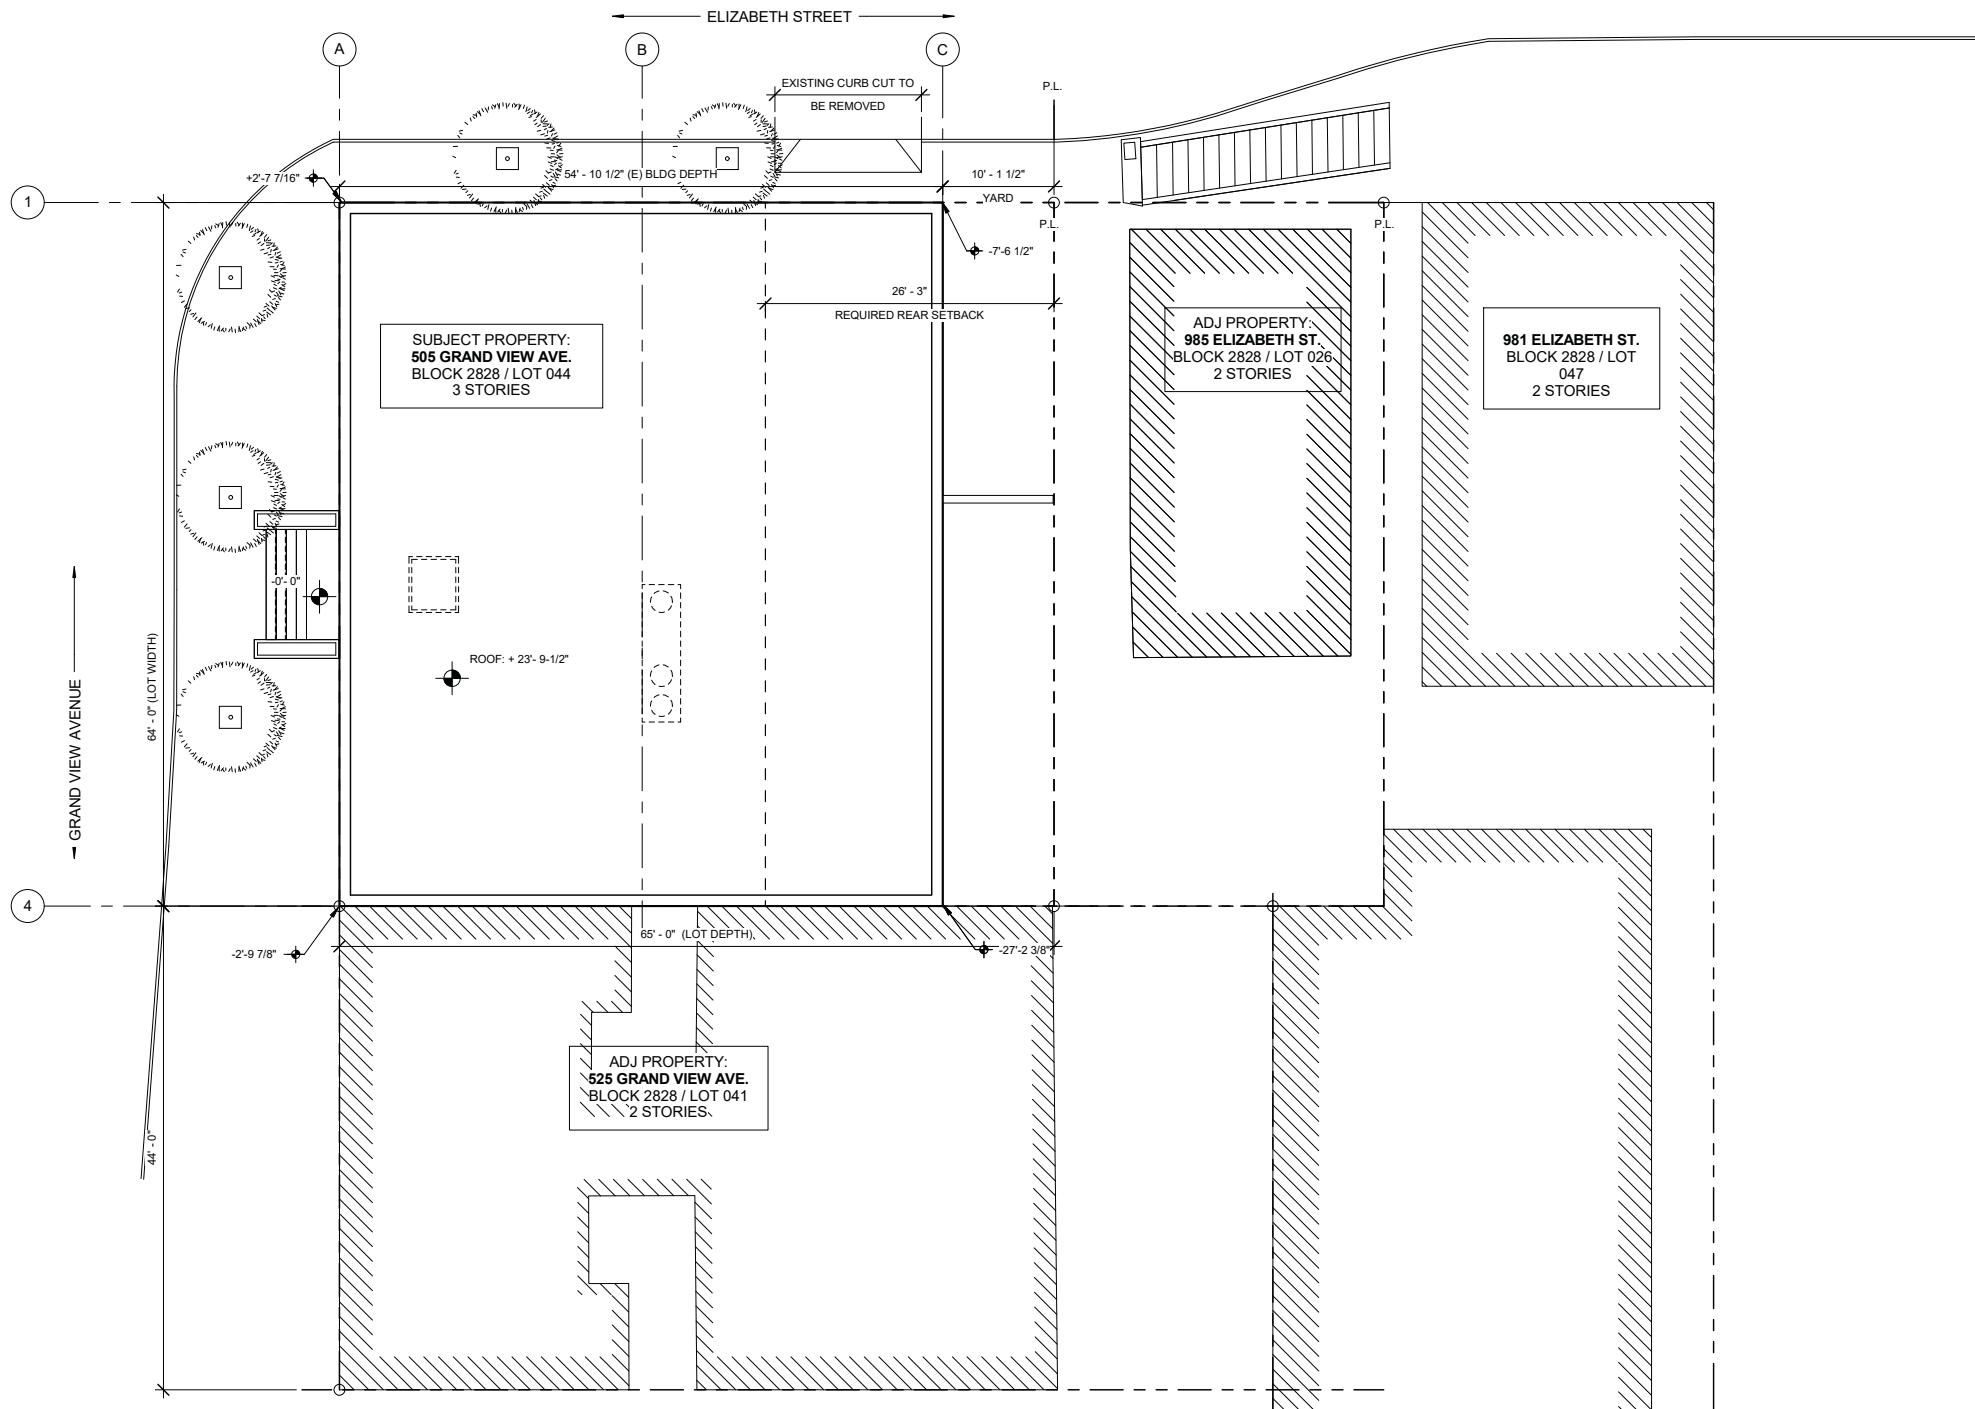 ELIZABETH STREET
A
B
C
EXISTING CURB CUT TO
BE REMOVED
P.L.
+2'-7 7/16"
54' - 10 1/2" (E) BLDG DEPTH
10' - 1 1/2"
YARD
1
P.L.
P.L.
-7'-6 1/2"
26' - 3"
REQUIRED REAR SETBACK
SUBJECT PROPERTY:
505 GRAND VIEW AVE.
BLOCK 2828 / LOT 044
3 STORIES
ADJ PROPERTY:
985 ELIZABETH ST.
BLOCK 2828 / LOT 026
2 STORIES
981 ELIZABETH ST.
BLOCK 2828 / LOT
047
2 STORIES
-0'- 0"
ROOF: + 23'- 9-1/2"
64' - 0" (LOT WIDTH)
GRAND VIEW AVENUE
4
65' - 0" (LOT DEPTH)
-2'-9 7/8"
-27'-2 3/8"
ADJ PROPERTY:
525 GRAND VIEW AVE.
BLOCK 2828 / LOT 041
2 STORIES
44' - 0"